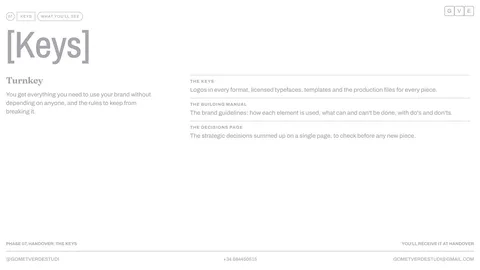 KEYS WHAT YOU'LL SEE
G V E
[Keys]
Turnkey
You get everything you need to use your brand without
depending on anyone, and the rules to keep from
breaking it.
THE KEYS
Logos in every format, licensed typefaces, templates and the production files for every piece.
THE BUILDING MANUAL
The brand guidelines: how each element is used, what can and can't be done, with do's and don'ts.
THE DECISIONS PAGE
The strategic decisions summed up on a single page, to check before any new piece.
PHASE 07, HANDOVER: THE KEYS
YOU'LL RECEIVE IT AT HANDOVER
@GOMETVERDESTUDI
GOMETVERDESTUDI@GMAIL.COM